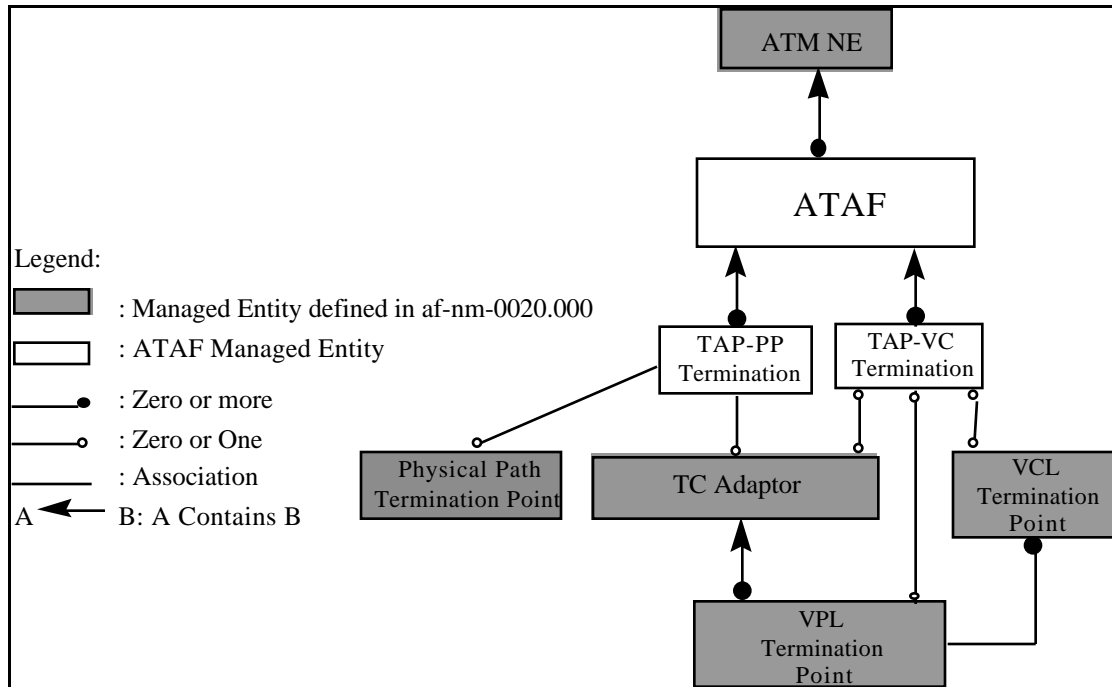 ATM NE
ATAF
Legend:
: Managed Entity defined in af-nm-0020.000
: ATAF Managed Entity
: Zero or more
: Zero or One
: Association
A B: A Contains B
TAP-PP
Termination
TAP-VC
Termination
Physical Path
Termination Point
TC Adaptor
VCL
Termination
Point
VPL
Termination
Point